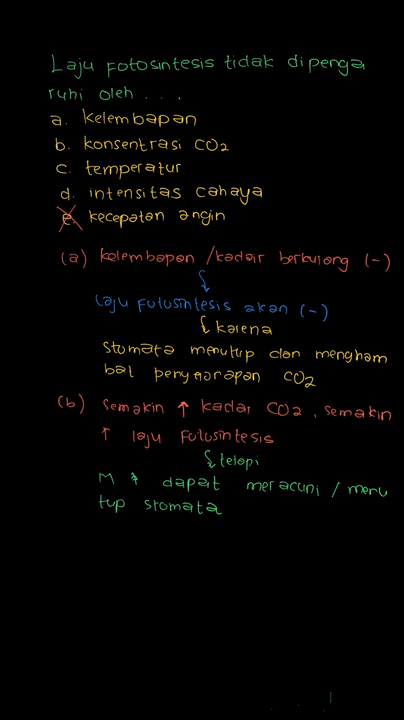 Laju Fotosintesis tidak dipenga
ruhi oleh ...
a. kelembapan
b. konsentrasi CO2
c. temperatur
d. intensitas cahaya
e. kecepatan angin
(a) kelembapan /kadair berkurang (-)
Laju Fotosintesis akan (-)
karena
stomata menutup dan mengham
bat penyerapan CO2
(b) semakin ↑ kadar CO2, semakin
↑ laju Fotosintesis
tetapi
dapat meracuni / menu
tup stomata